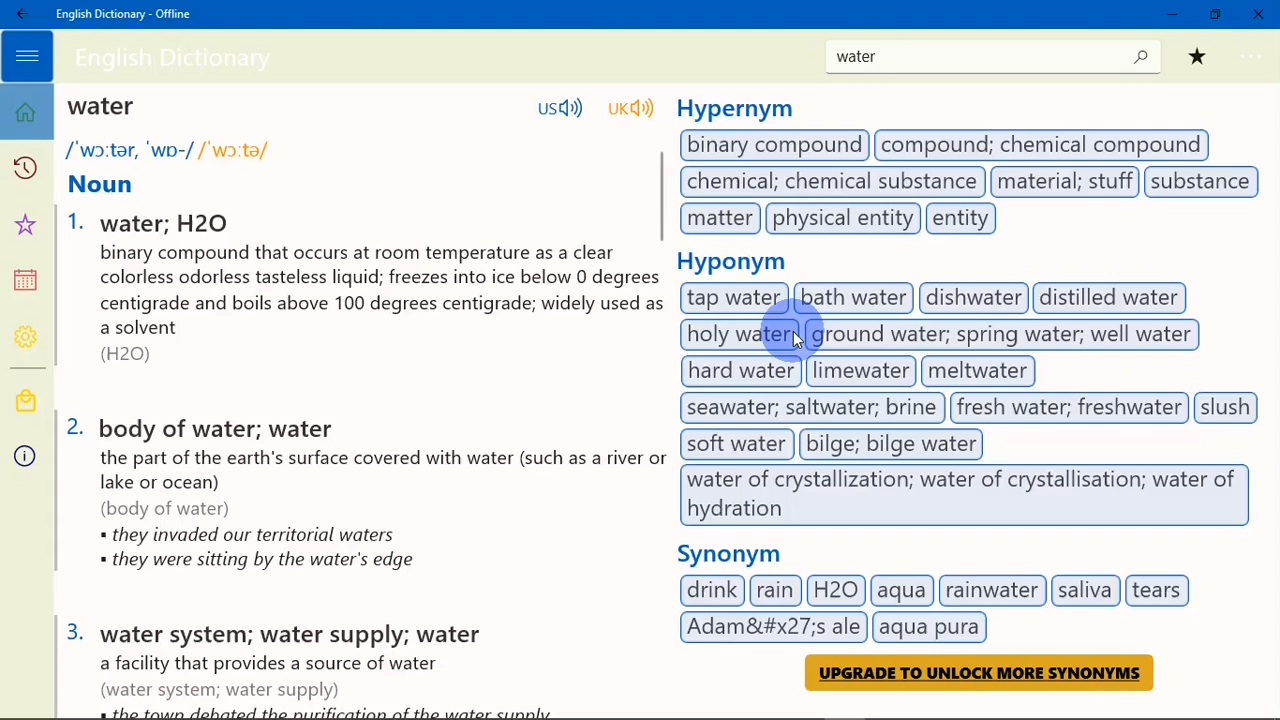 English Dictionary - Offline
English Dictionary
water
water
US
UK
/ˈwɔːtər, ˈwɒ-/ /ˈwɔːtə/
Noun
1. water; H2O
binary compound that occurs at room temperature as a clear
colorless odorless tasteless liquid; freezes into ice below 0 degrees
centigrade and boils above 100 degrees centigrade; widely used as
a solvent
(H2O)
2. body of water; water
the part of the earth's surface covered with water (such as a river or
lake or ocean)
(body of water)
▪ they invaded our territorial waters
▪ they were sitting by the water's edge
3. water system; water supply; water
a facility that provides a source of water
(water system; water supply)
▪ the town debated the purification of the water supply
Hypernym
binary compound compound; chemical compound
chemical; chemical substance material; stuff substance
matter physical entity entity
Hyponym
tap water bath water dishwater distilled water
holy water ground water; spring water; well water
hard water limewater meltwater
seawater; saltwater; brine fresh water; freshwater slush
soft water bilge; bilge water
water of crystallization; water of crystallisation; water of
hydration
Synonym
drink rain H2O aqua rainwater saliva tears
Adam&#x27;s ale aqua pura
UPGRADE TO UNLOCK MORE SYNONYMS